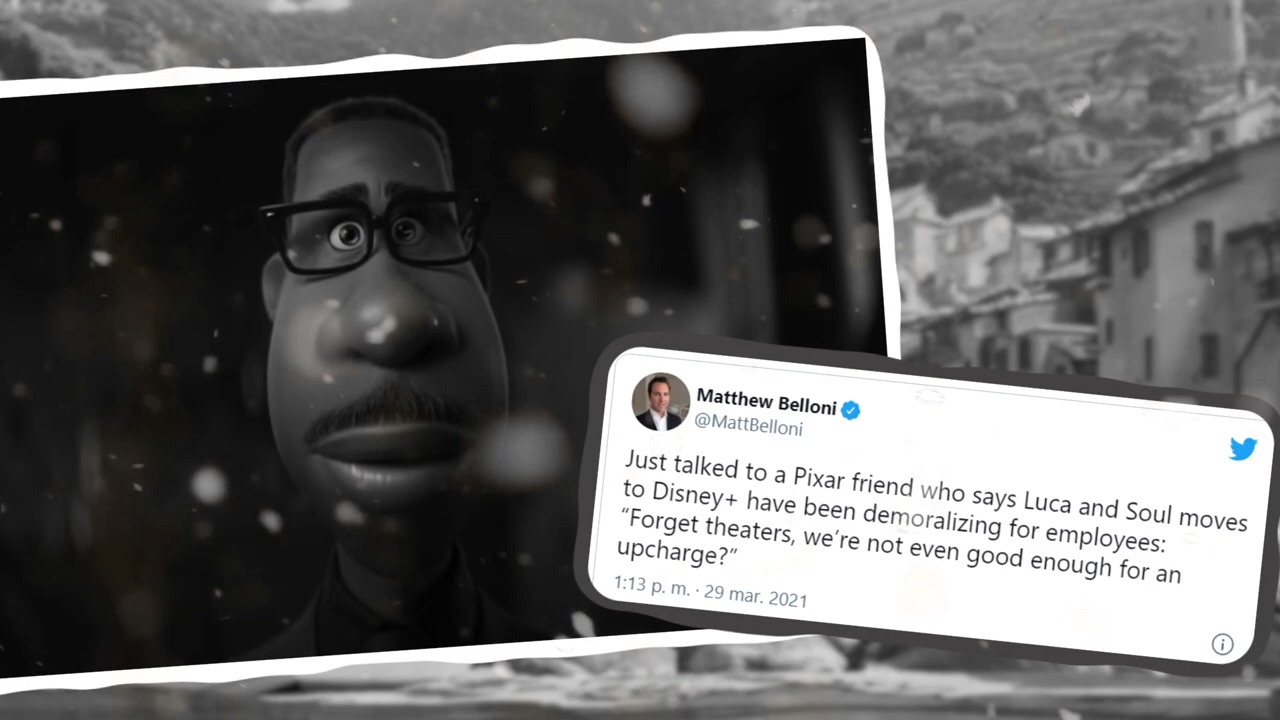 Matthew Belloni
@MattBelloni
Just talked to a Pixar friend who says Luca and Soul moves
to Disney+ have been demoralizing for employees:
“Forget theaters, we’re not even good enough for an
upcharge?”
1:13 p. m. · 29 mar. 2021